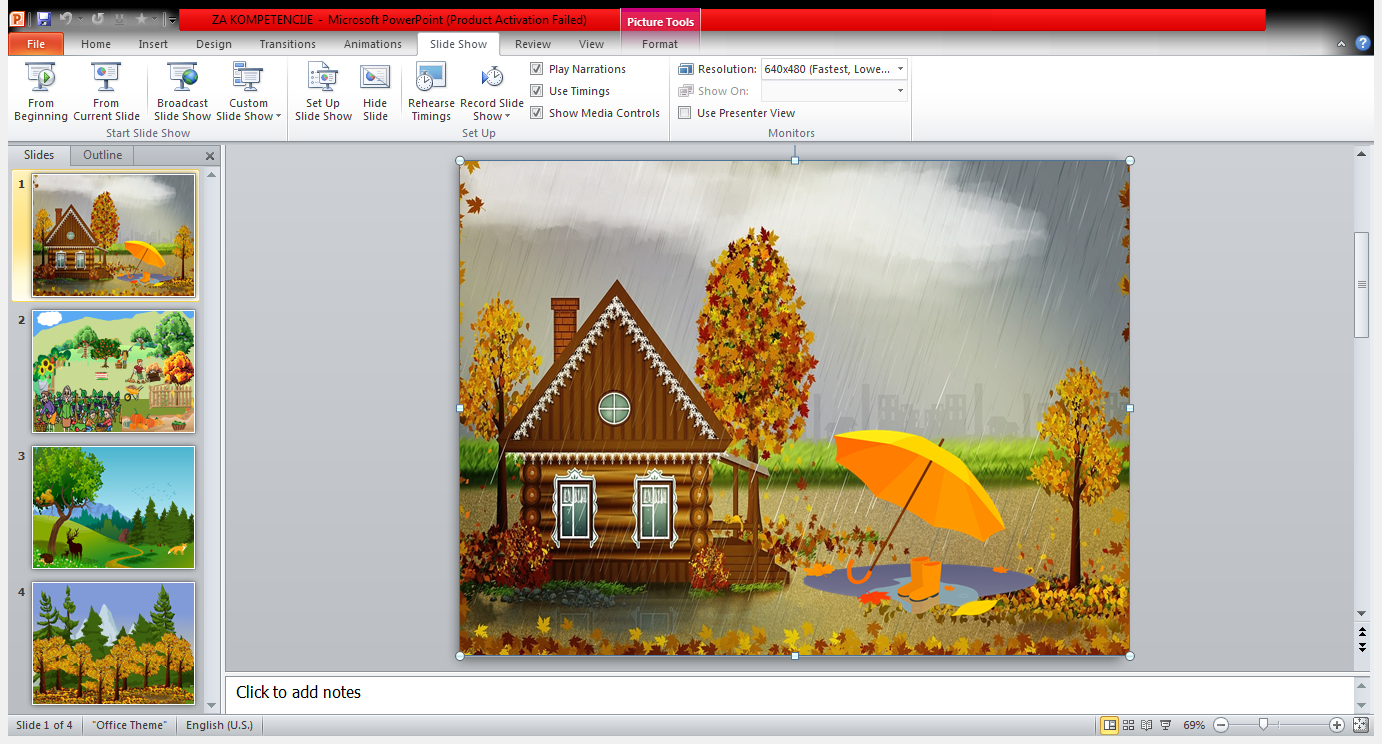 ZA KOMPETENCIJE - Microsoft PowerPoint (Product Activation Failed)
Picture Tools
File Home Insert Design Transitions Animations Slide Show Review View Format
From Beginning
From Current Slide
Broadcast Slide Show
Custom Slide Show
Start Slide Show
Set Up Slide Show
Hide Slide
Rehearse Timings
Record Slide Show
Play Narrations
Use Timings
Show Media Controls
Set Up
Resolution: 640x480 (Fastest, Lowe...
Show On:
Use Presenter View
Monitors
Slides Outline
1
2
3
4
Click to add notes
Slide 1 of 4 "Office Theme" English (U.S.) 69%